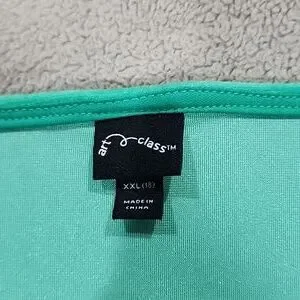 art class™
XXL (18)
MADE IN
CHINA